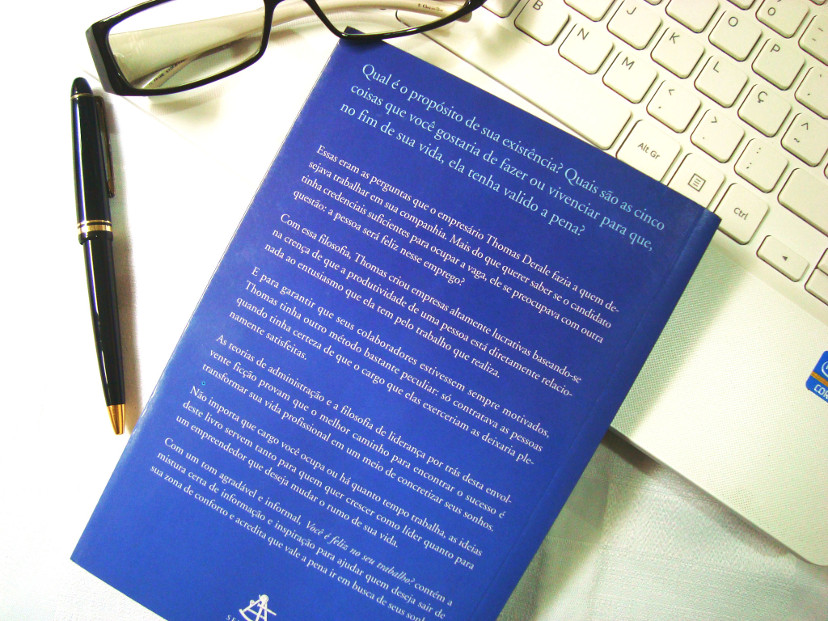 Qual é o propósito de sua existência? Quais são as cinco
coisas que você gostaria de fazer ou vivenciar para que,
no fim de sua vida, ela tenha valido a pena?
Essas eram as perguntas que o empresário Thomas Derale fazia a quem de-
sejava trabalhar em sua companhia. Mais do que querer saber se o candidato
tinha credenciais suficientes para ocupar a vaga, ele se preocupava com outra
questão: a pessoa será feliz nesse emprego?
Com essa filosofia, Thomas criou empresas altamente lucrativas baseando-se
na crença de que a produtividade de uma pessoa está diretamente relacio-
nada ao entusiasmo que ela tem pelo trabalho que realiza.
E para garantir que seus colaboradores estivessem sempre motivados,
Thomas tinha outro método bastante peculiar: só contratava as pessoas
quando tinha certeza de que o cargo que elas exerceriam as deixaria ple-
namente satisfeitas.
As teorias de administração e a filosofia de liderança por trás desta envol-
vente ficção provam que o melhor caminho para encontrar o sucesso é
transformar sua vida profissional em um meio de concretizar seus sonhos.
Não importa que cargo você ocupa ou há quanto tempo trabalha, as ideias
deste livro servem tanto para quem quer crescer como líder quanto para
um empreendedor que deseja mudar o rumo de sua vida.
Com um tom agradável e informal, Você é feliz no seu trabalho? contém a
mistura certa de informação e inspiração para ajudar quem deseja sair de
sua zona de conforto e acredita que vale a pena ir em busca de seus
B
N
M
J
K
L
I
O
P
Ç
< ,
> .
: ;
^ ~
Alt Gr
Ctrl